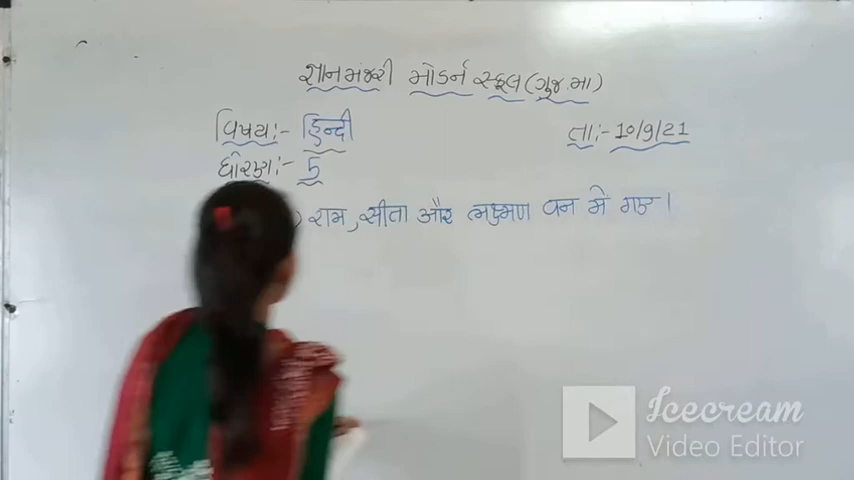 જ્ઞાનમંજરી મોડર્ન સ્કૂલ (ગુજ.મા)
વિષય:- હિન્દી
તા:- 10/9/21
ધોરણ:- 5
) राम, सीता और लक्ष्मण वन में गए।
Icecream
Video Editor